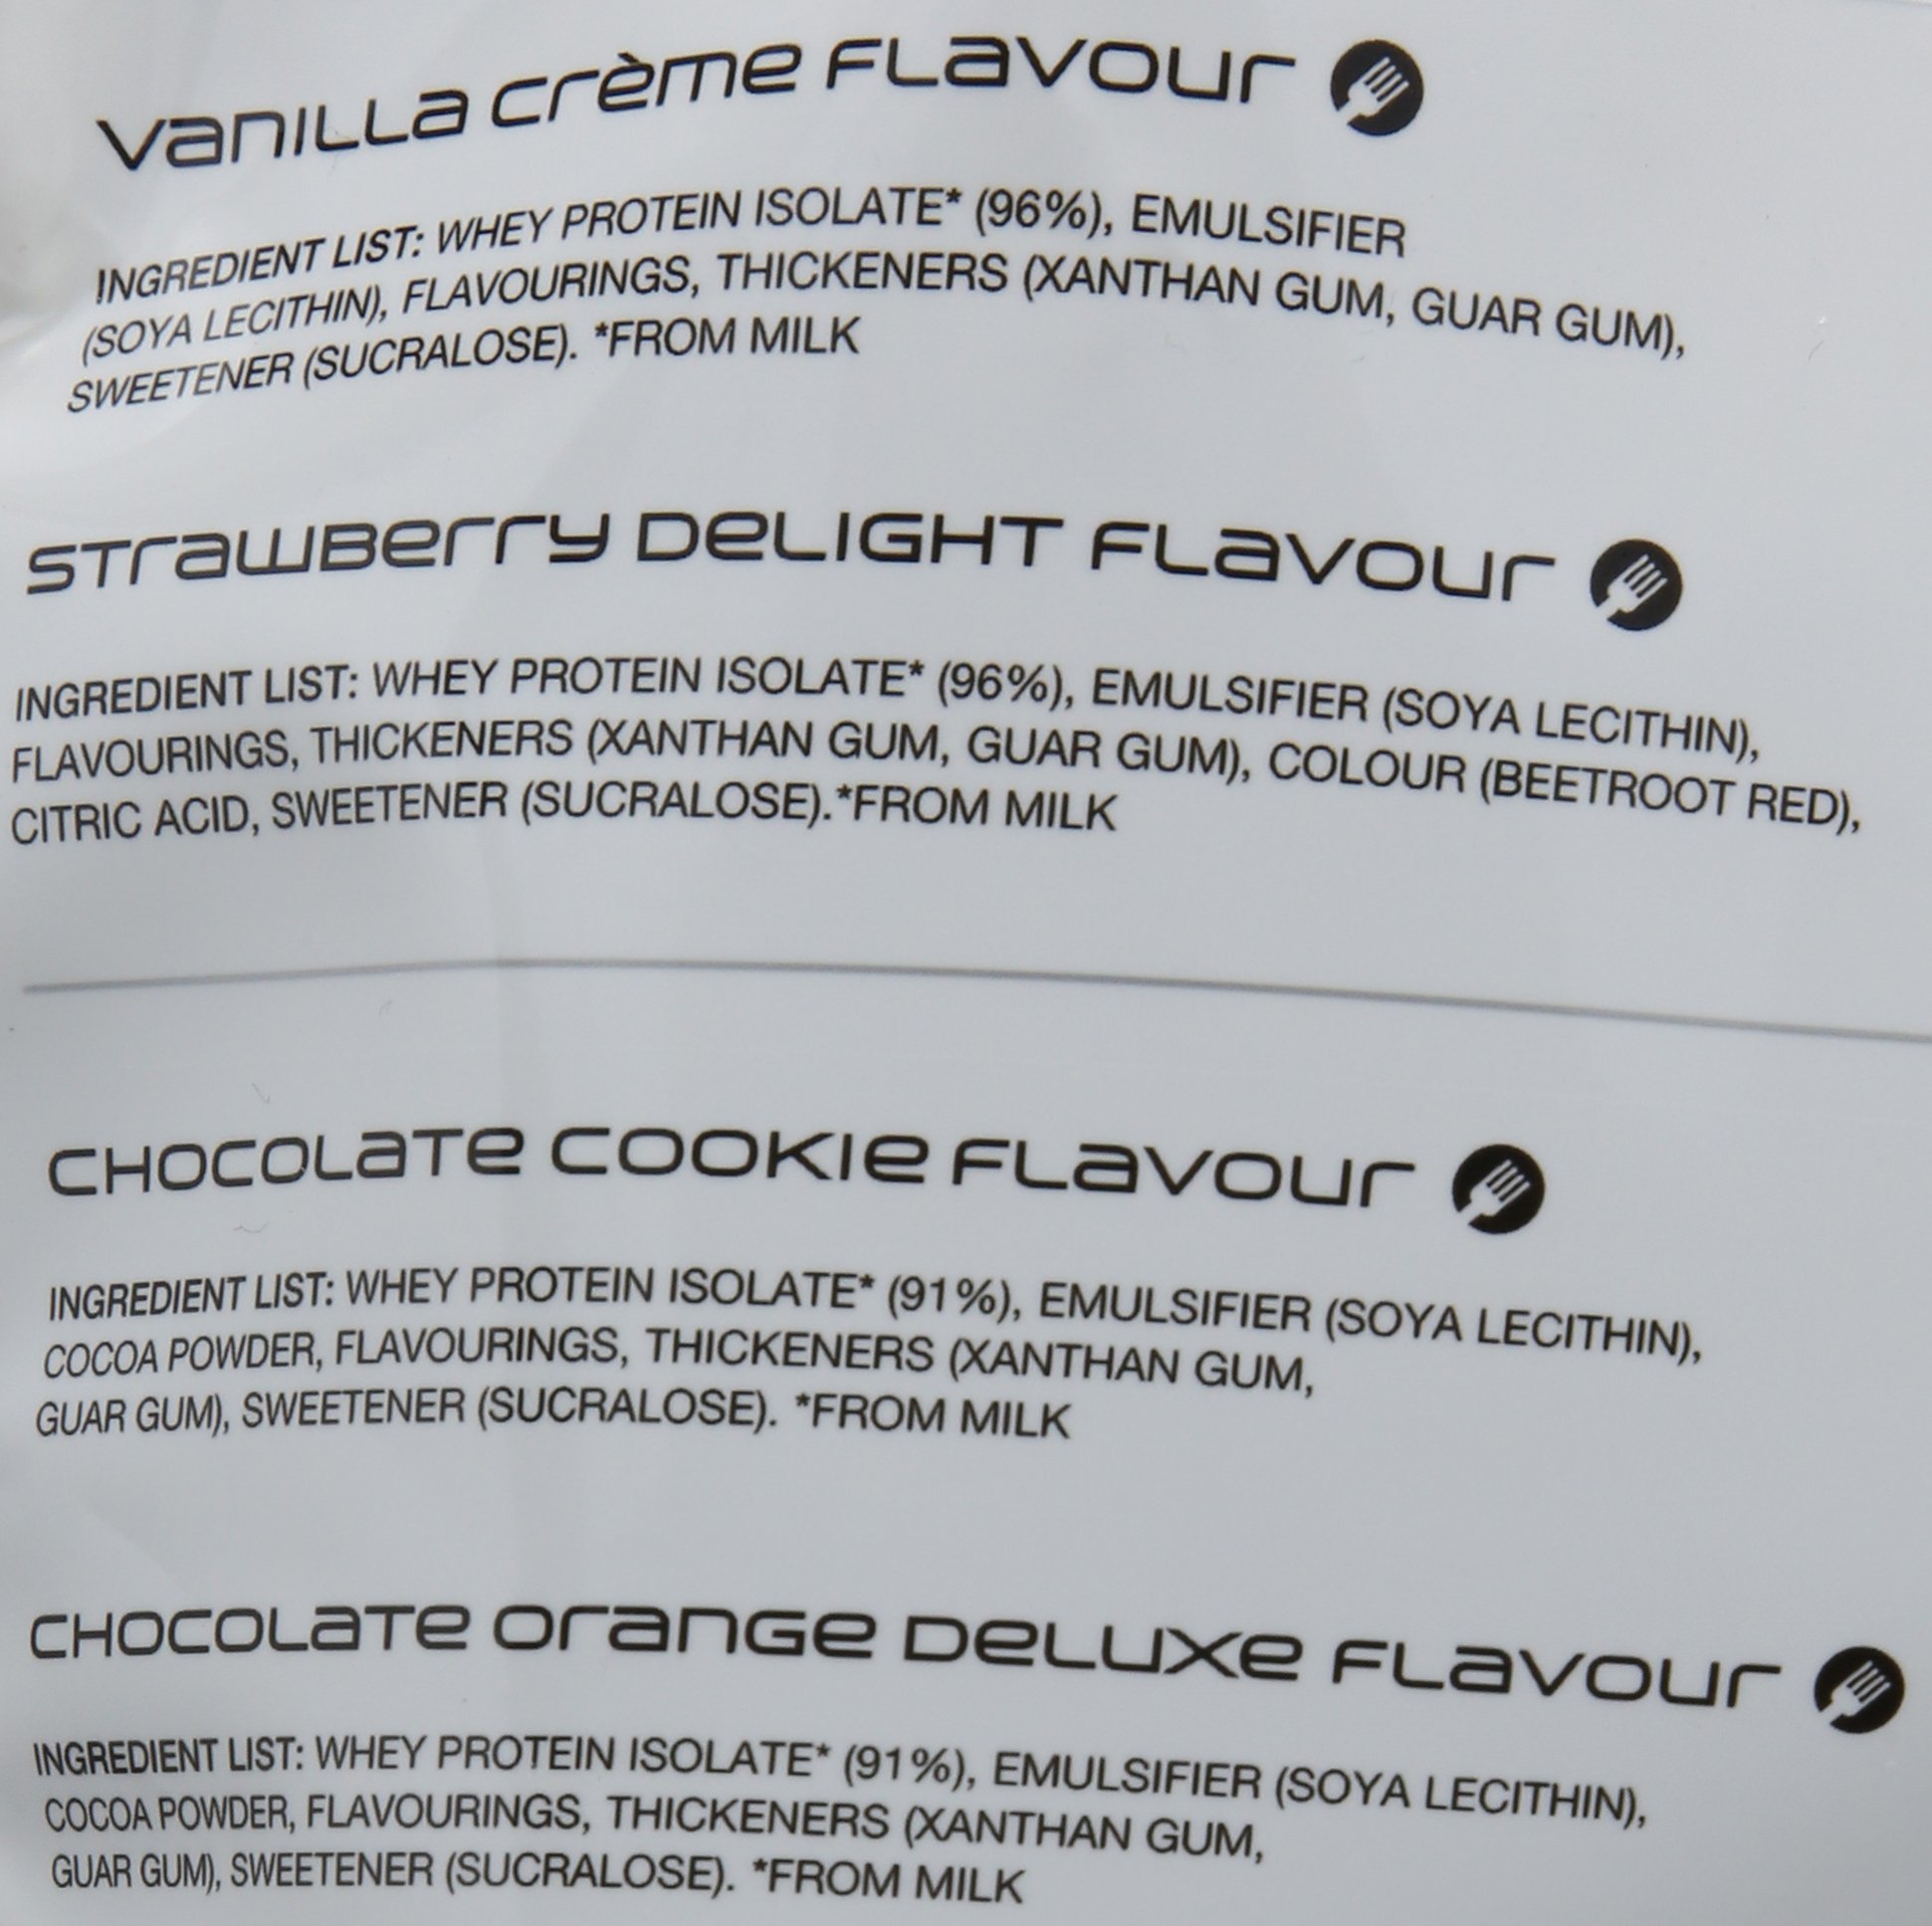 Vanilla crème Flavour
INGREDIENT LIST: WHEY PROTEIN ISOLATE* (96%), EMULSIFIER
(SOYA LECITHIN), FLAVOURINGS, THICKENERS (XANTHAN GUM, GUAR GUM),
SWEETENER (SUCRALOSE). *FROM MILK
Strawberry Delight Flavour
INGREDIENT LIST: WHEY PROTEIN ISOLATE* (96%), EMULSIFIER (SOYA LECITHIN),
FLAVOURINGS, THICKENERS (XANTHAN GUM, GUAR GUM), COLOUR (BEETROOT RED),
CITRIC ACID, SWEETENER (SUCRALOSE).*FROM MILK
Chocolate Cookie Flavour
INGREDIENT LIST: WHEY PROTEIN ISOLATE* (91%), EMULSIFIER (SOYA LECITHIN),
COCOA POWDER, FLAVOURINGS, THICKENERS (XANTHAN GUM,
GUAR GUM), SWEETENER (SUCRALOSE). *FROM MILK
Chocolate Orange Deluxe Flavour
INGREDIENT LIST: WHEY PROTEIN ISOLATE* (91%), EMULSIFIER (SOYA LECITHIN),
COCOA POWDER, FLAVOURINGS, THICKENERS (XANTHAN GUM,
GUAR GUM), SWEETENER (SUCRALOSE). *FROM MILK